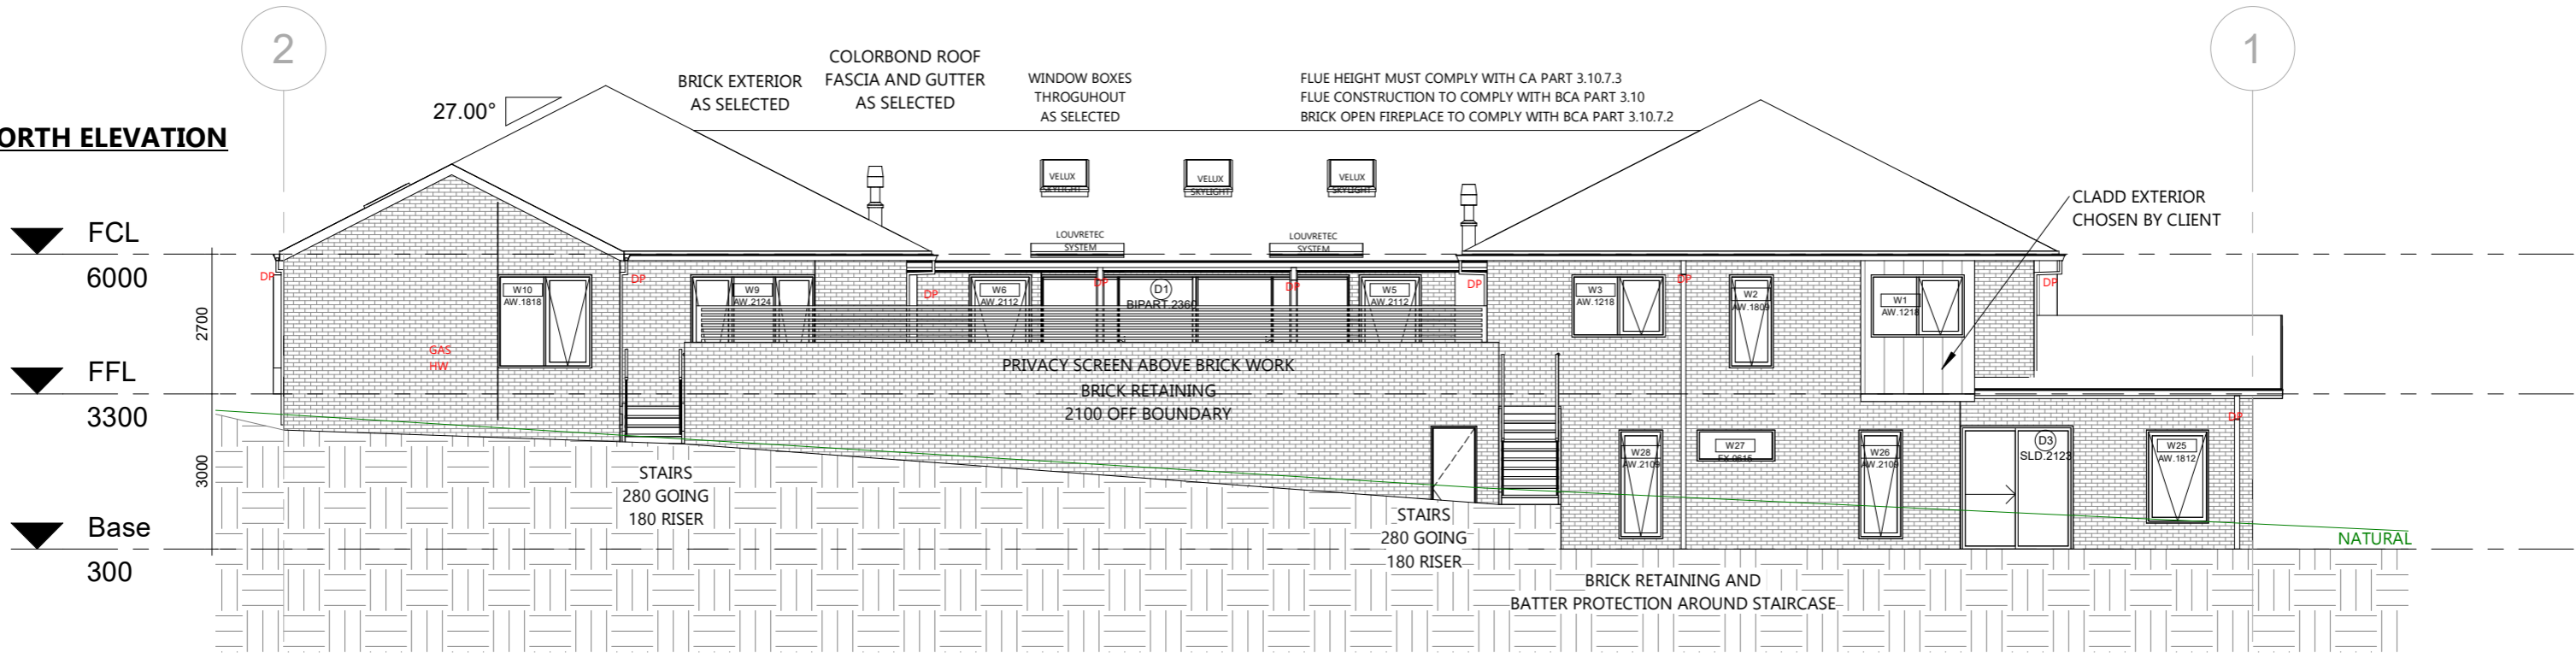 2
1
ORTH ELEVATION
27.00°
BRICK EXTERIOR
AS SELECTED
COLORBOND ROOF
FASCIA AND GUTTER
AS SELECTED
WINDOW BOXES
THROGUHOUT
AS SELECTED
FLUE HEIGHT MUST COMPLY WITH CA PART 3.10.7.3
FLUE CONSTRUCTION TO COMPLY WITH BCA PART 3.10
BRICK OPEN FIREPLACE TO COMPLY WITH BCA PART 3.10.7.2
VELUX
SKYLIGHT
VELUX
SKYLIGHT
VELUX
SKYLIGHT
CLADD EXTERIOR
CHOSEN BY CLIENT
LOUVRETEC
SYSTEM
LOUVRETEC
SYSTEM
FCL
6000
2700
FFL
3300
3000
Base
300
DP
DP
DP
DP
DP
DP
DP
DP
DP
W10
AW.1818
W9
AW.2124
W6
AW.2112
D1
BIPART.2360
W5
AW.2112
W3
AW.1218
W2
AW.1809
W1
AW.1218
GAS
HW
PRIVACY SCREEN ABOVE BRICK WORK
BRICK RETAINING
2100 OFF BOUNDARY
W28
AW.2109
W27
FX.0615
W26
AW.2109
D3
SLD.2123
W25
AW.1812
STAIRS
280 GOING
180 RISER
STAIRS
280 GOING
180 RISER
NATURAL
BRICK RETAINING AND
BATTER PROTECTION AROUND STAIRCASE